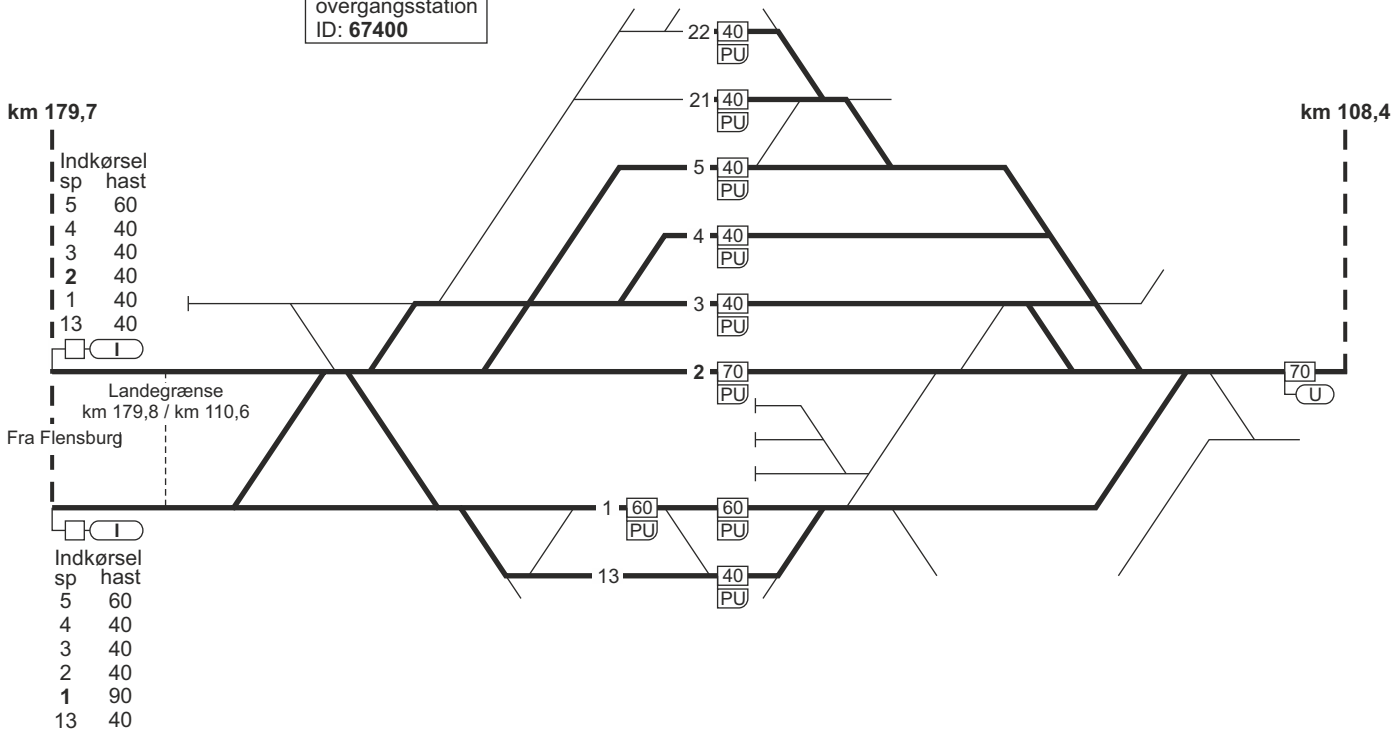 overgangsstation
ID: 67400
22 40
PU
21 40
PU
km 179,7
km 108,4
Indkørsel
sp hast
5 60
4 40
3 40
2 40
1 40
13 40
I
5 40
PU
4 40
PU
3 40
PU
2 70
PU
70
U
Landegrænse
km 179,8 / km 110,6
Fra Flensburg
1 60 60
PU PU
13 40
PU
I
Indkørsel
sp hast
5 60
4 40
3 40
2 40
1 90
13 40